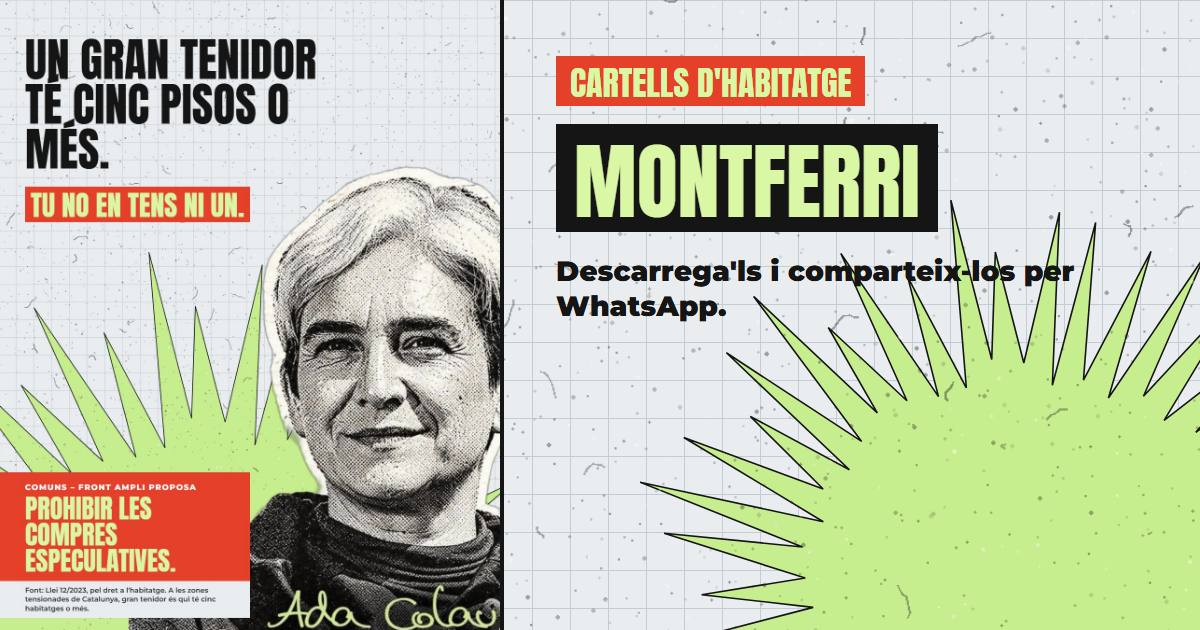 UN GRAN TENIDOR
TÉ CINC PISOS O
MÉS.
TU NO EN TENS NI UN.
COMUNS – FRONT AMPLI PROPOSA
PROHIBIR LES
COMPRES
ESPECULATIVES.
Font: Llei 12/2023, pel dret a l'habitatge. A les zones
tensionades de Catalunya, gran tenidor és qui té cinc
habitatges o més.
Ada Colau
CARTELLS D'HABITATGE
MONTFERRI
Descarrega'ls i comparteix-los per
WhatsApp.